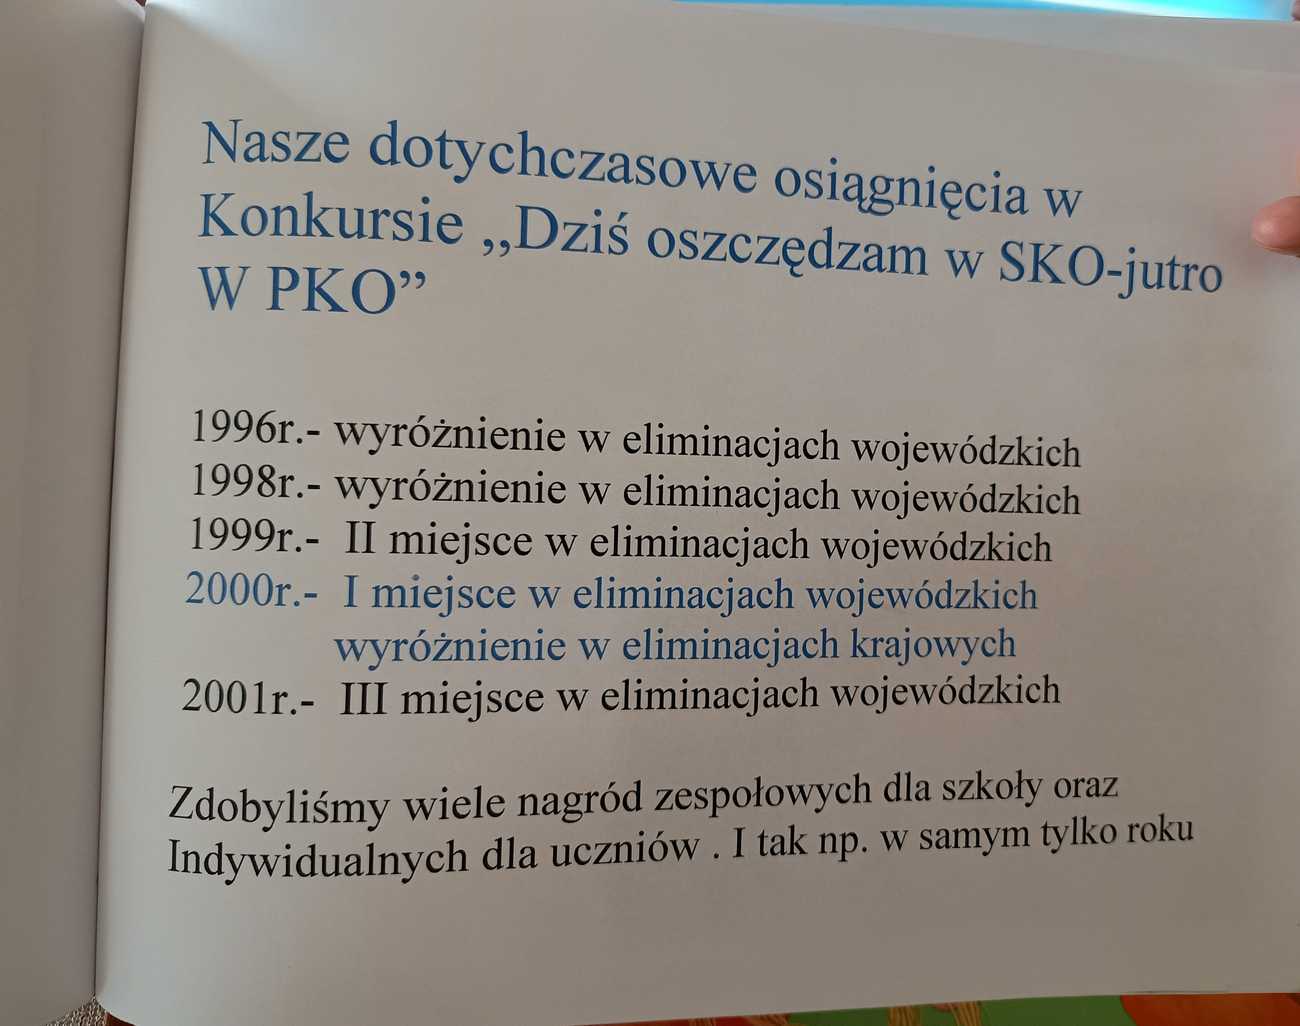 Nasze dotychczasowe osiągnięcia w
Konkursie ,,Dziś oszczędzam w SKO-jutro
W PKO”
1996r.- wyróżnienie w eliminacjach wojewódzkich
1998r.- wyróżnienie w eliminacjach wojewódzkich
1999r.- II miejsce w eliminacjach wojewódzkich
2000r.- I miejsce w eliminacjach wojewódzkich
wyróżnienie w eliminacjach krajowych
2001r.- III miejsce w eliminacjach wojewódzkich
Zdobyliśmy wiele nagród zespołowych dla szkoły oraz
Indywidualnych dla uczniów . I tak np. w samym tylko roku